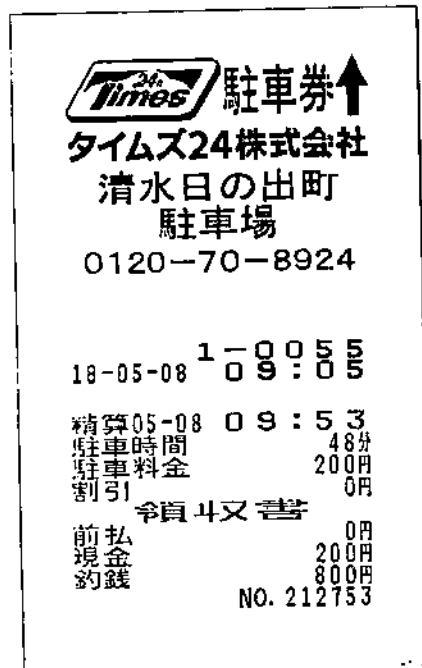 24h Times 駐車券↑
タイムズ24株式会社
清水日の出町
駐車場
0120-70-8924
1-0055
18-05-08 09:05
精算05-08 09:53
駐車時間 48分
駐車料金 200円
割引 0円
領収書
前払 0円
現金 200円
釣銭 800円
NO. 212753